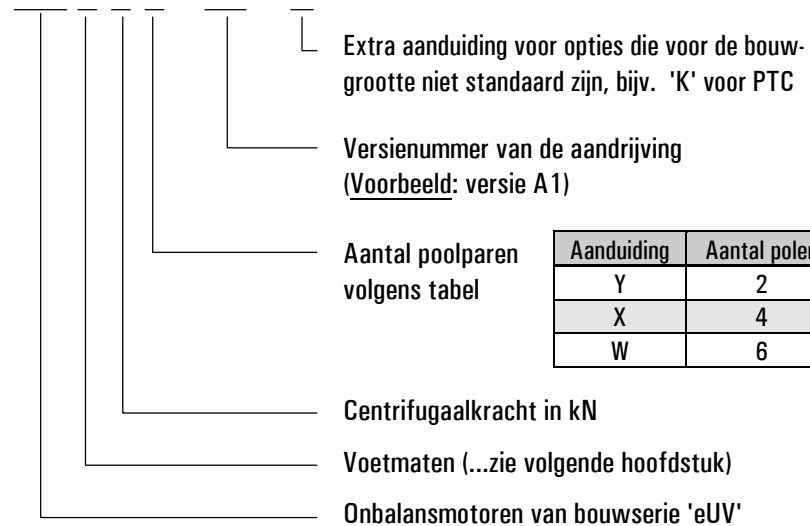 Extra aanduiding voor opties die voor de bouw-
grootte niet standaard zijn, bijv. 'K' voor PTC
Versienummer van de aandrijving
(Voorbeeld: versie A1)
Aantal poolparen
volgens tabel
Aanduiding Aantal polen
Y 2
X 4
W 6
Centrifugaalkracht in kN
Voetmaten (...zie volgende hoofdstuk)
Onbalansmotoren van bouwserie 'eUV'